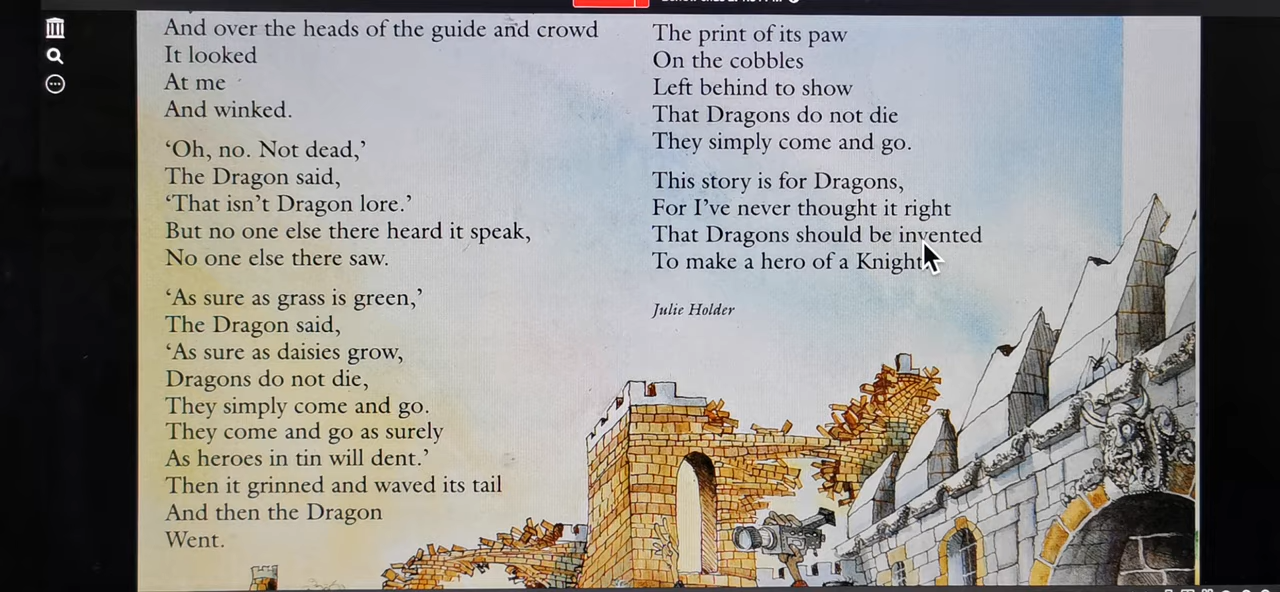 And over the heads of the guide and crowd
It looked
At me
And winked.
‘Oh, no. Not dead,’
The Dragon said,
‘That isn’t Dragon lore.’
But no one else there heard it speak,
No one else there saw.
‘As sure as grass is green,’
The Dragon said,
‘As sure as daisies grow,
Dragons do not die,
They simply come and go.
They come and go as surely
As heroes in tin will dent.’
Then it grinned and waved its tail
And then the Dragon
Went.
The print of its paw
On the cobbles
Left behind to show
That Dragons do not die
They simply come and go.
This story is for Dragons,
For I’ve never thought it right
That Dragons should be invented
To make a hero of a Knight
Julie Holder